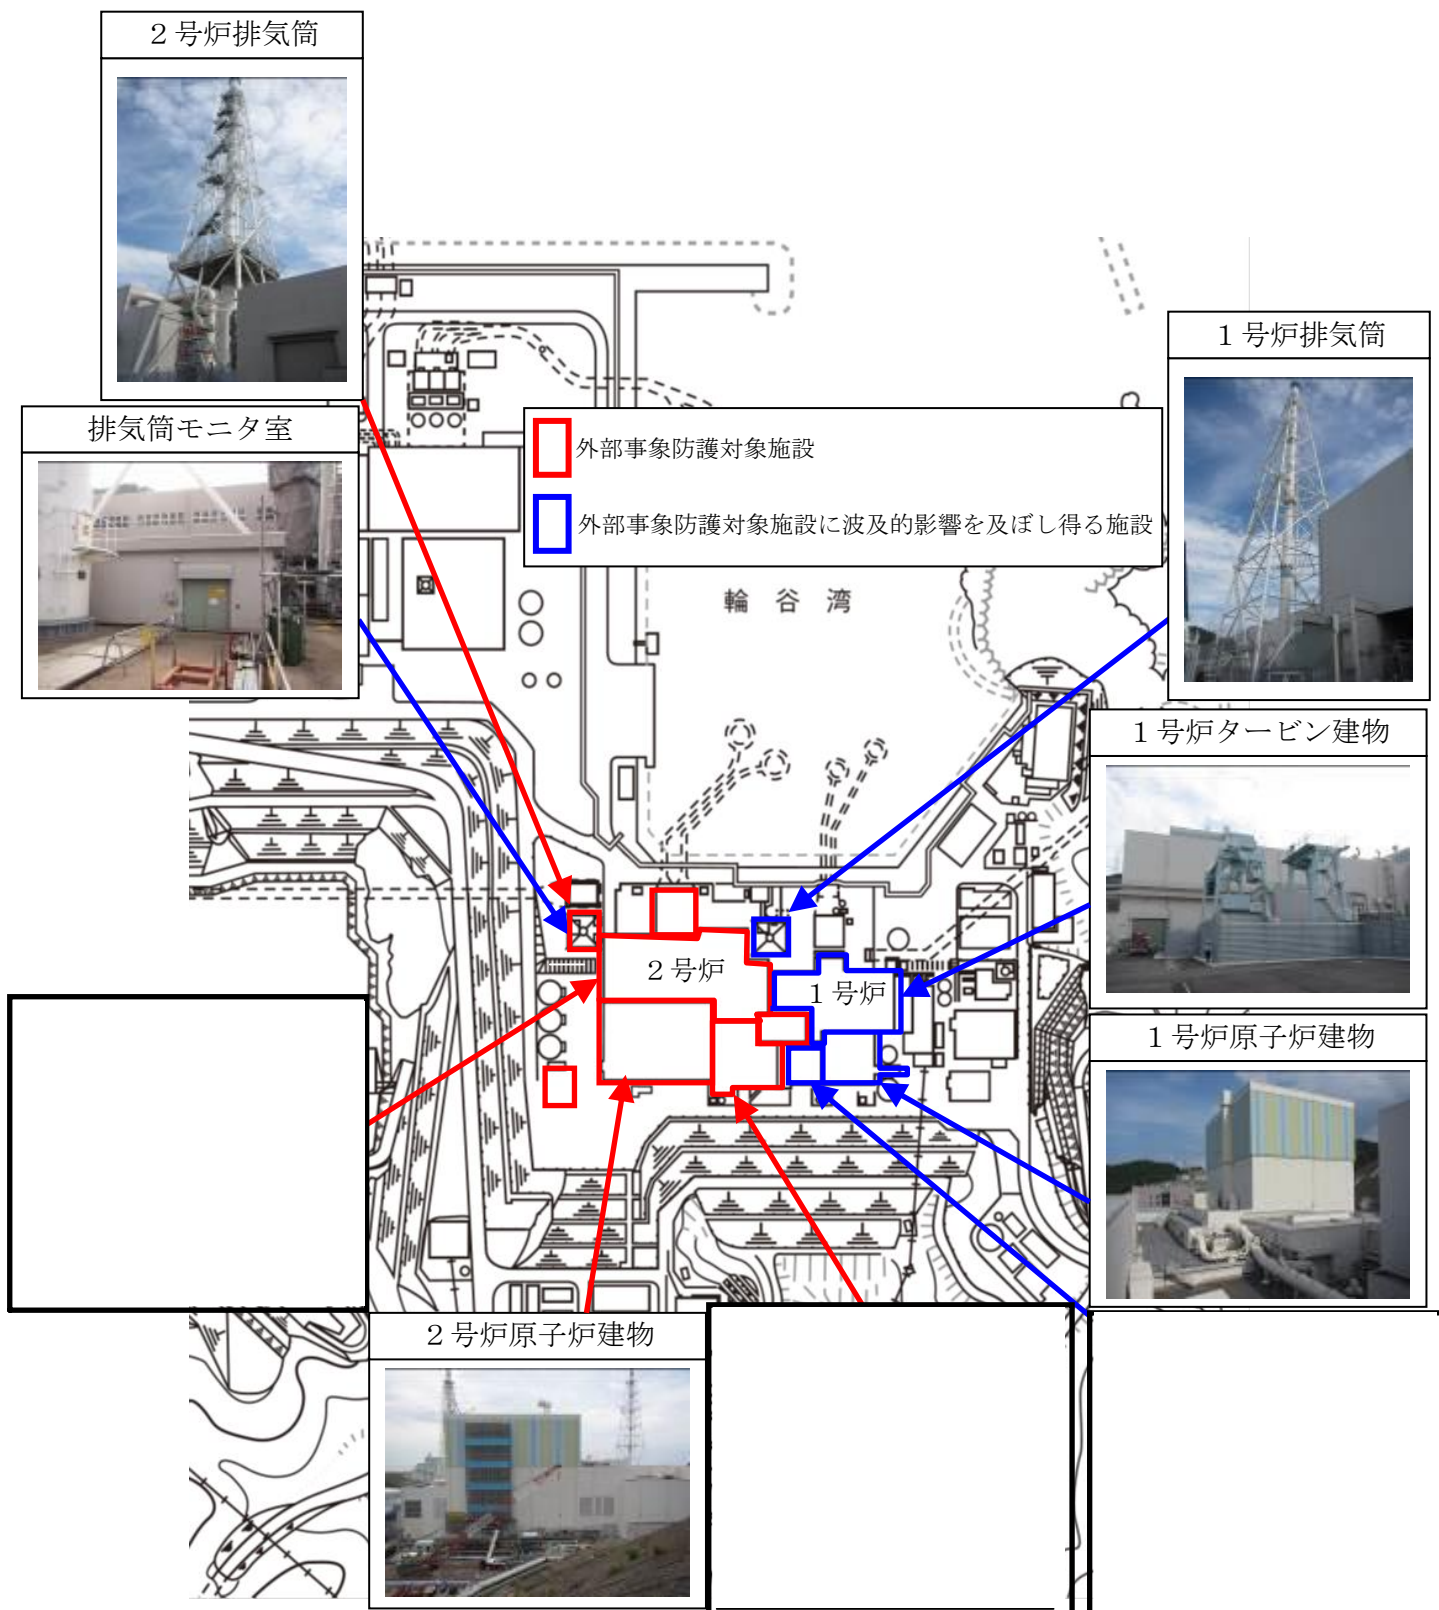 ２号炉排気筒
１号炉排気筒
排気筒モニタ室
外部事象防護対象施設
外部事象防護対象施設に波及的影響を及ぼし得る施設
輪谷湾
１号炉タービン建物
２号炉
１号炉
１号炉原子炉建物
２号炉原子炉建物